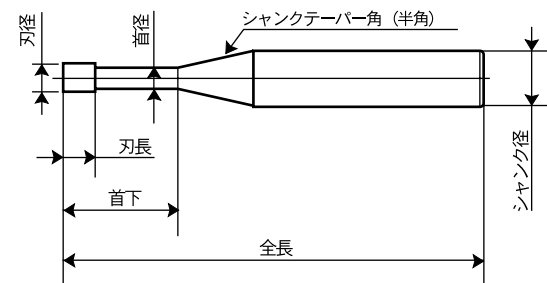 刃径
首径
シャンクテーパー角（半角）
シャンク径
刃長
首下
全長